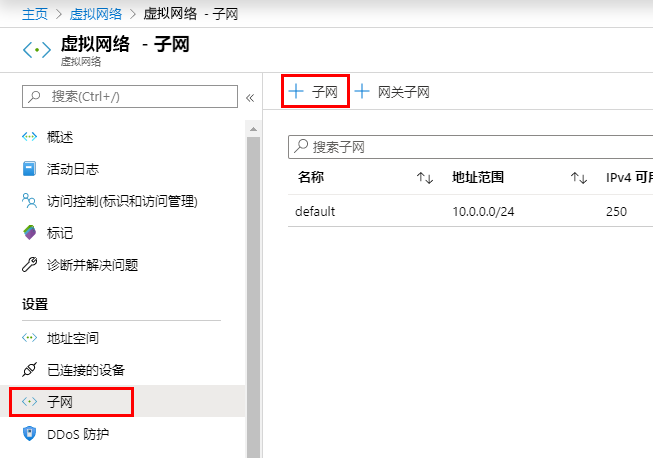 主页 > 虚拟网络 > 虚拟网络 - 子网
虚拟网络 - 子网
虚拟网络
搜索(Ctrl+/)
概述
活动日志
访问控制(标识和访问管理)
标记
诊断并解决问题
设置
地址空间
已连接的设备
子网
DDoS 防护
+ 子网 + 网关子网
搜索子网
名称 地址范围 IPv4 可用
default 10.0.0.0/24 250